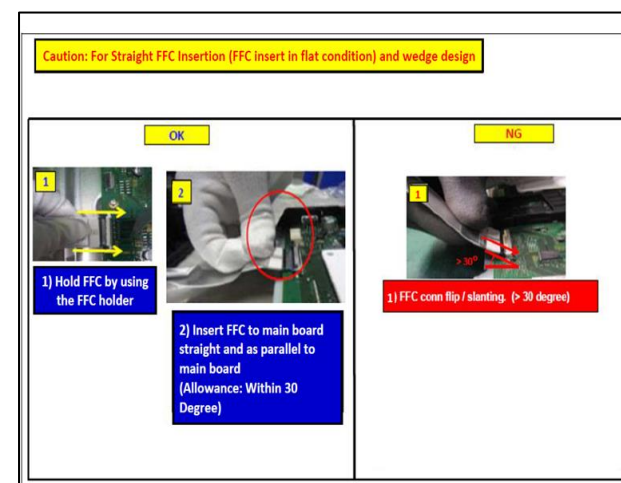 Caution: For Straight FFC Insertion (FFC insert in flat condition) and wedge design
OK
1
1) Hold FFC by using
the FFC holder
2
2) Insert FFC to main board
straight and as parallel to
main board
(Allowance: Within 30
Degree)
NG
1
> 30°
1) FFC conn flip / slanting. (> 30 degree)